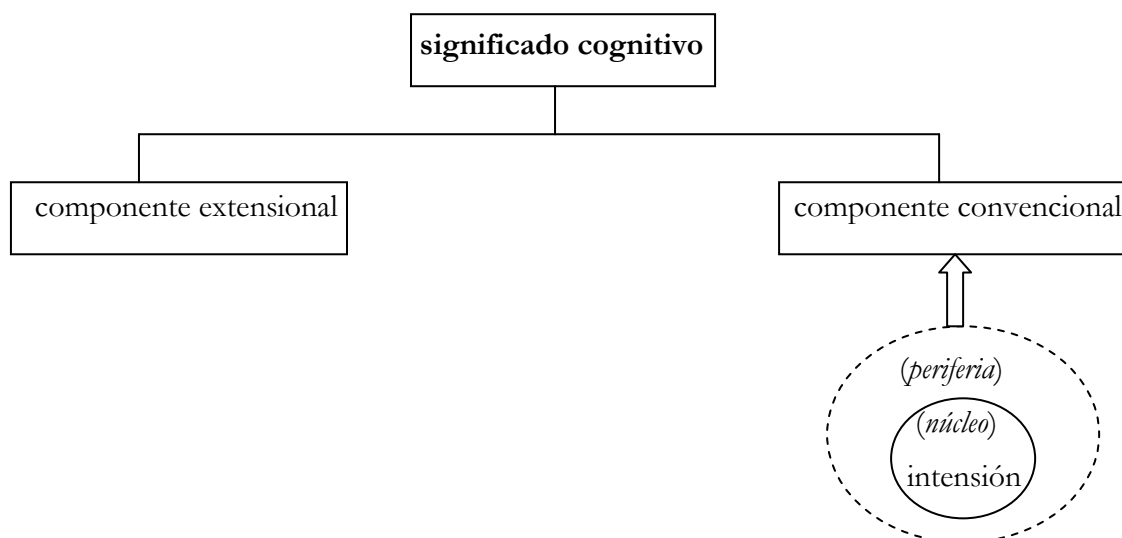 significado cognitivo
componente extensional
componente convencional
(periferia)
(núcleo)
intensión